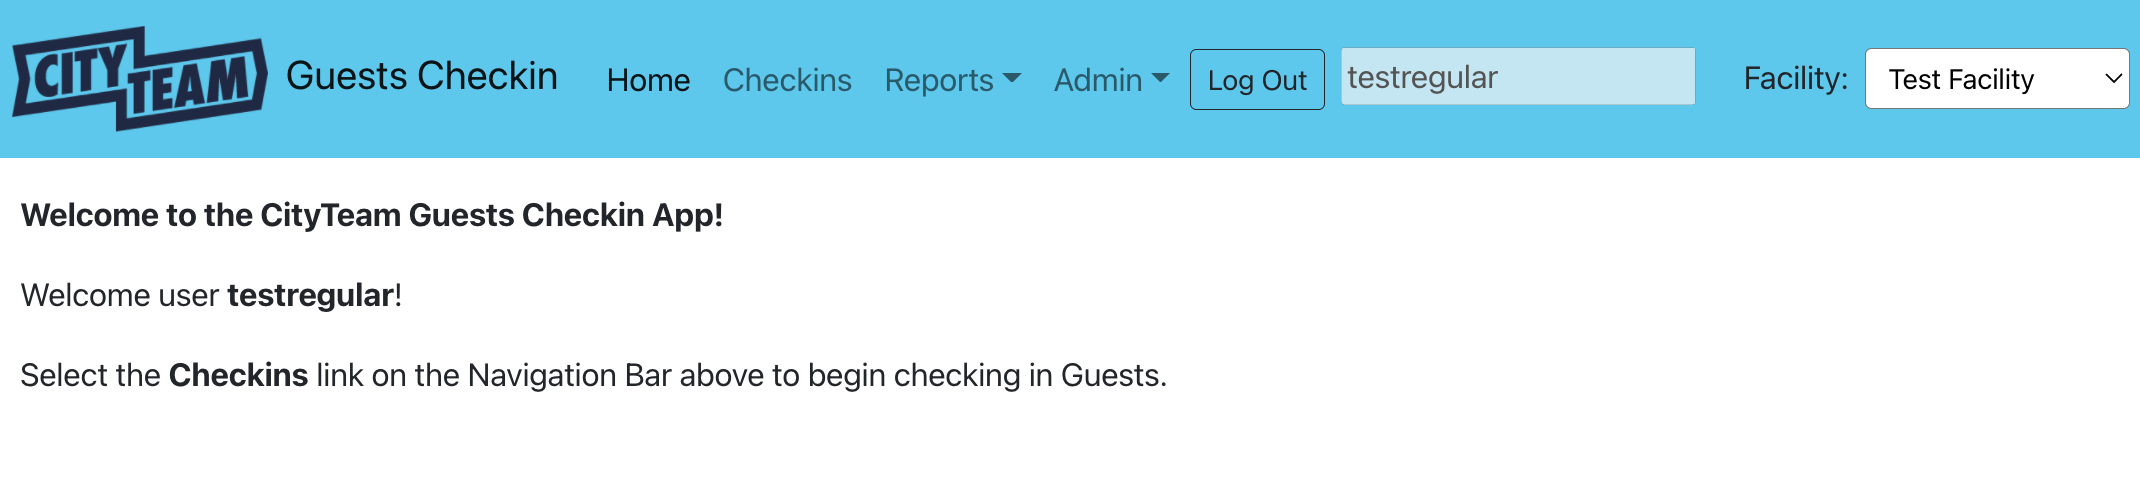 CITY TEAM Guests Checkin Home Checkins Reports Admin Log Out testregular Facility: Test Facility
Welcome to the CityTeam Guests Checkin App!
Welcome user testregular!
Select the Checkins link on the Navigation Bar above to begin checking in Guests.